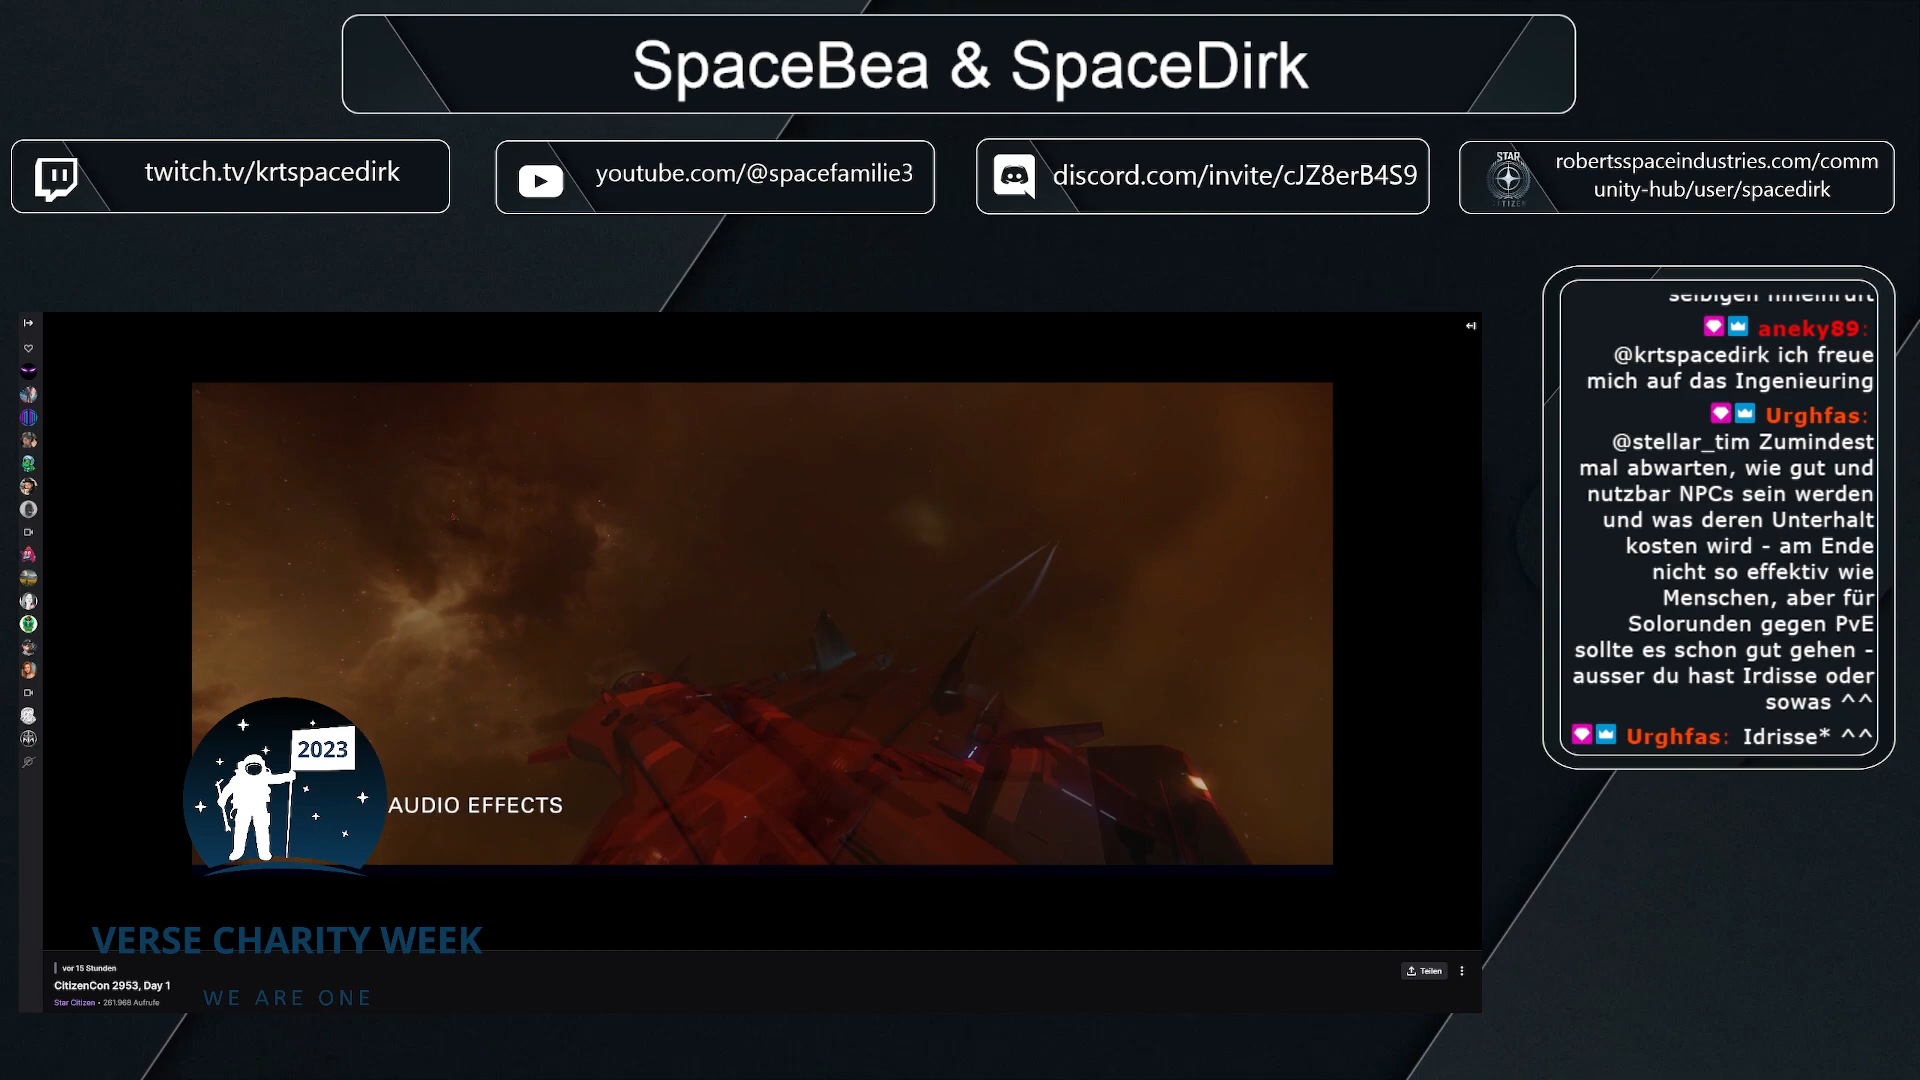 SpaceBea & SpaceDirk
twitch.tv/krtspacedirk
youtube.com/@spacefamilie3
discord.com/invite/cJZ8erB4S9
STAR
CITIZEN
robertsspaceindustries.com/comm
unity-hub/user/spacedirk
selbigen hineinruft
aneky89:
@krtspacedirk ich freue
mich auf das Ingenieuring
Urghfas:
@stellar_tim Zumindest
mal abwarten, wie gut und
nutzbar NPCs sein werden
und was deren Unterhalt
kosten wird - am Ende
nicht so effektiv wie
Menschen, aber für
Solorunden gegen PvE
sollte es schon gut gehen -
ausser du hast Irdisse oder
sowas ^^
Urghfas: Idrisse* ^^
2023
AUDIO EFFECTS
VERSE CHARITY WEEK
WE ARE ONE
vor 15 Stunden
CitizenCon 2953, Day 1
Star Citizen • 261.968 Aufrufe
Teilen